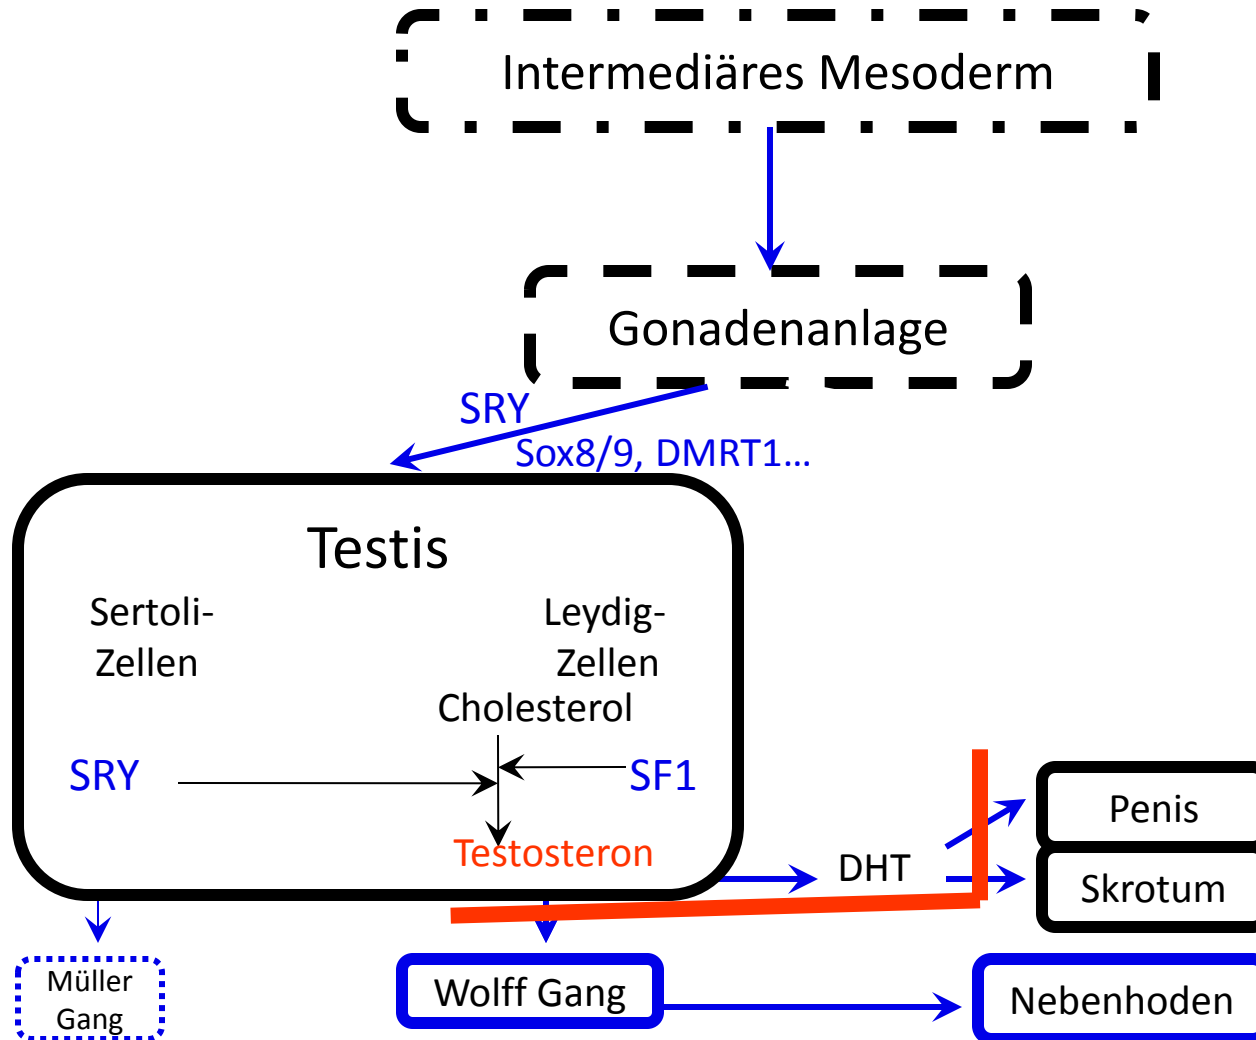 Intermediäres Mesoderm
Gonadenanlage
SRY
Sox8/9, DMRT1...
Testis
Sertoli-
Zellen
Leydig-
Zellen
Cholesterol
SRY
SF1
Testosteron
DHT
Penis
Skrotum
Müller
Gang
Wolff Gang
Nebenhoden